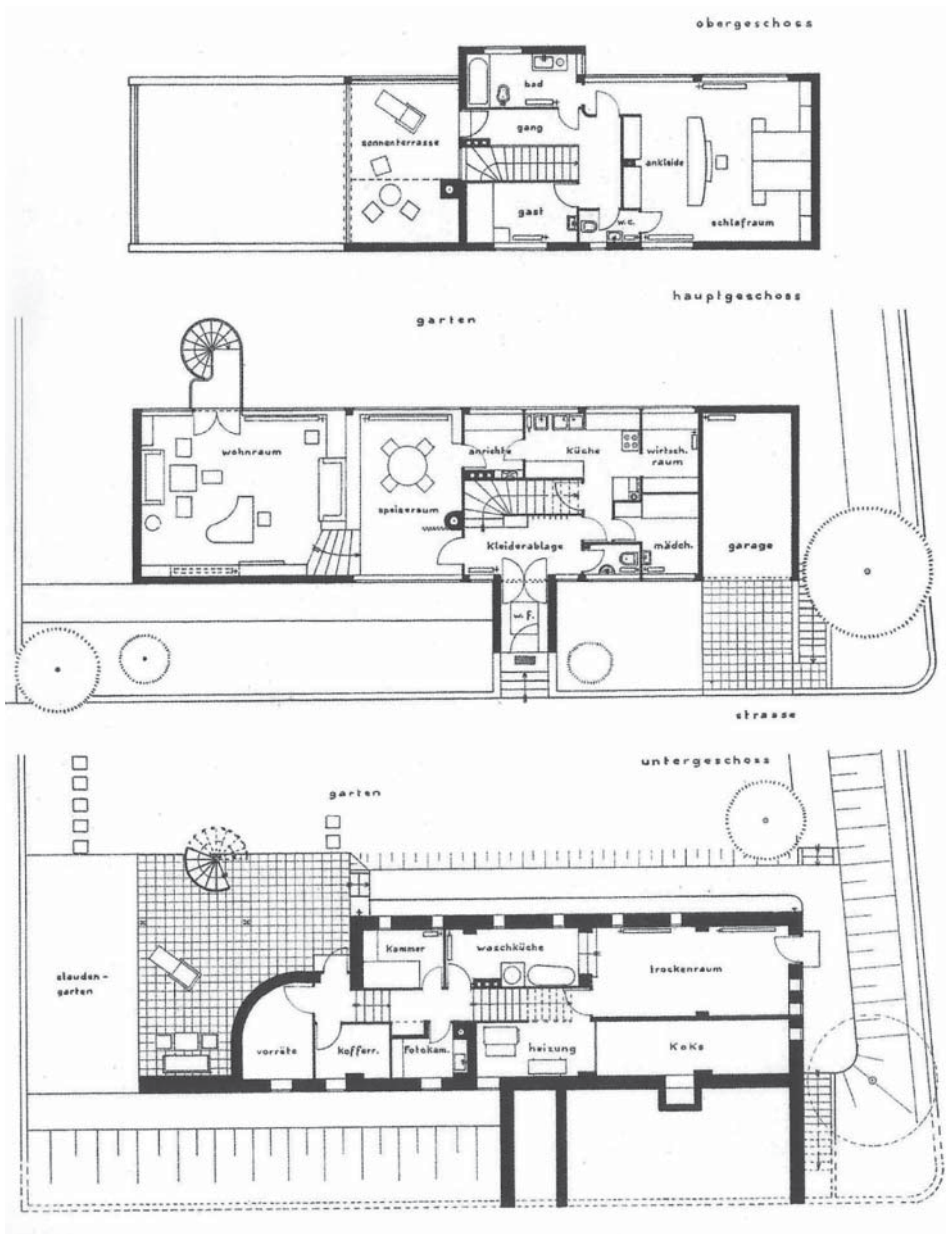 obergeschoss
bad
gang
sonnenterrasse
ankleide
gast
w.c.
schlafraum
hauptgeschoss
garten
wohnraum
anrichte
küche
wirtsch.
raum
speiseraum
Kleiderablage
mädch.
garage
w.f.
strasse
untergeschoss
garten
Kammer
waschküche
trockenraum
stauden-
garten
vorräte
kofferr.
fotokam.
heizung
KoKs